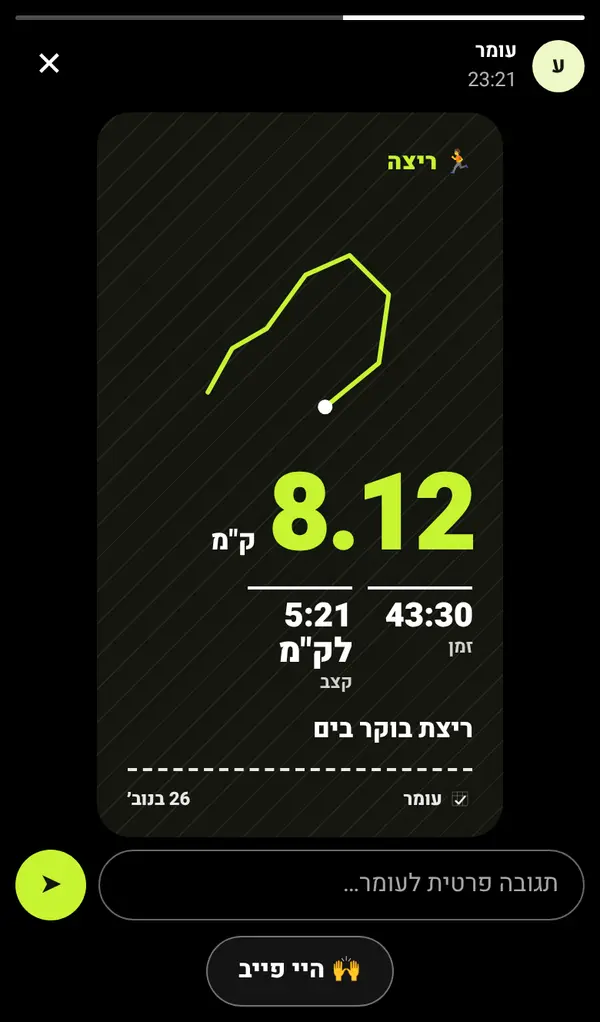 ע
עומר
23:21
ריצה
8.12 ק"מ
43:30
זמן
5:21
לק"מ
קצב
ריצת בוקר בים
עומר
26 בנוב׳
תגובה פרטית לעומר...
היי פייב